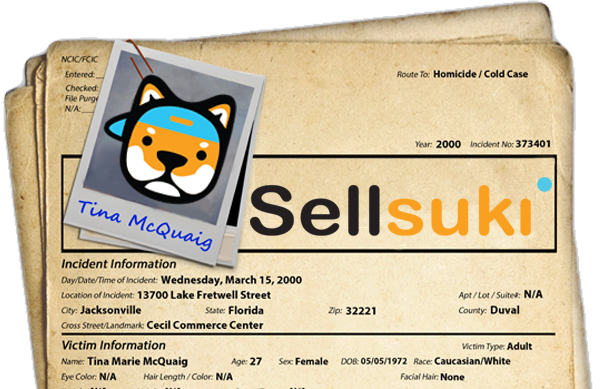 NCIC/FCIC
Entered:
Route To: Homicide / Cold Case
Checked:
File Purge
N/A:
Year: 2000 Incident No: 373401
Tina McQuaig
Sellsuki
Incident Information
Day/Date/Time of Incident: Wednesday, March 15, 2000
Location of Incident: 13700 Lake Fretwell Street Apt / Lot / Suite#: N/A
City: Jacksonville State: Florida Zip: 32221 County: Duval
Cross Street/Landmark: Cecil Commerce Center
Victim Information Victim Type: Adult
Name: Tina Marie McQuaig Age: 27 Sex: Female DOB: 05/05/1972 Race: Caucasian/White
Eye Color: N/A Hair Length / Color: N/A Facial Hair: None